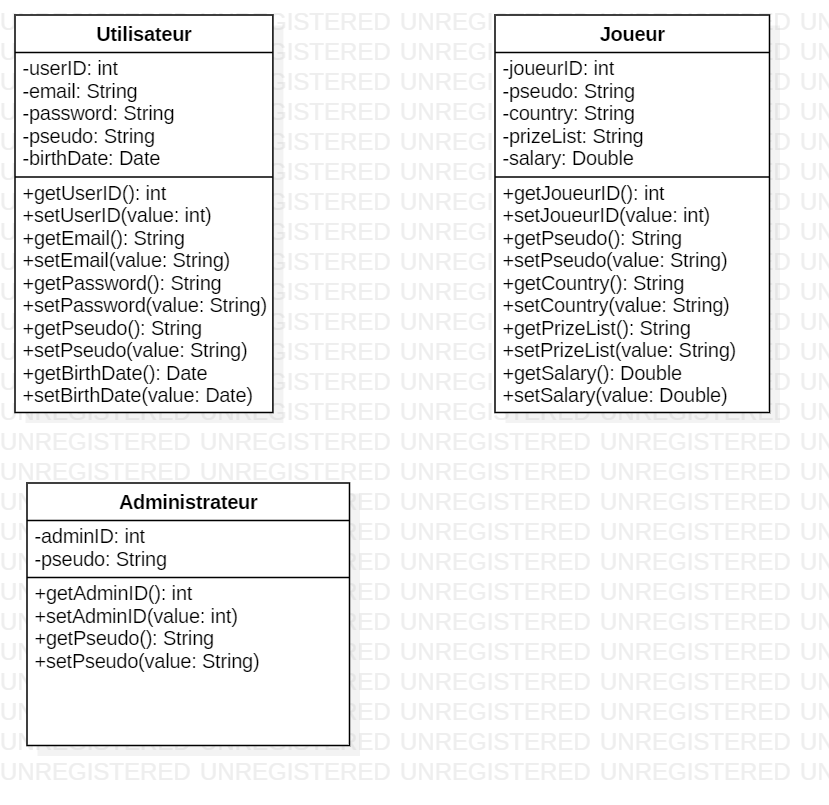 Utilisateur
-userID: int
-email: String
-password: String
-pseudo: String
-birthDate: Date
+getUserID(): int
+setUserID(value: int)
+getEmail(): String
+setEmail(value: String)
+getPassword(): String
+setPassword(value: String)
+getPseudo(): String
+setPseudo(value: String)
+getBirthDate(): Date
+setBirthDate(value: Date)
Joueur
-joueurID: int
-pseudo: String
-country: String
-prizeList: String
-salary: Double
+getJoueurID(): int
+setJoueurID(value: int)
+getPseudo(): String
+setPseudo(value: String)
+getCountry(): String
+setCountry(value: String)
+getPrizeList(): String
+setPrizeList(value: String)
+getSalary(): Double
+setSalary(value: Double)
Administrateur
-adminID: int
-pseudo: String
+getAdminID(): int
+setAdminID(value: int)
+getPseudo(): String
+setPseudo(value: String)
UNREGISTERED UNREGISTERED UNREGISTERED UNREGISTERED